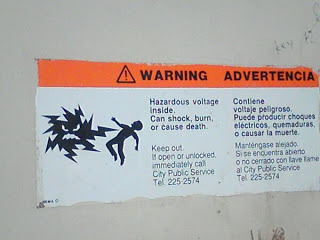 WARNING ADVERTENCIA
Hazardous voltage
inside.
Can shock, burn,
or cause death.
Keep out.
If open or unlocked,
immediately call
City Public Service
Tel. 225-2574
Contiene
voltaje peligroso.
Puede producir choques
eléctricos, quemaduras,
o causar la muerte.
Manténgase alejado.
Si se encuentra abierto
o no cerrado con llave llame
al City Public Service
Tel. 225-2574